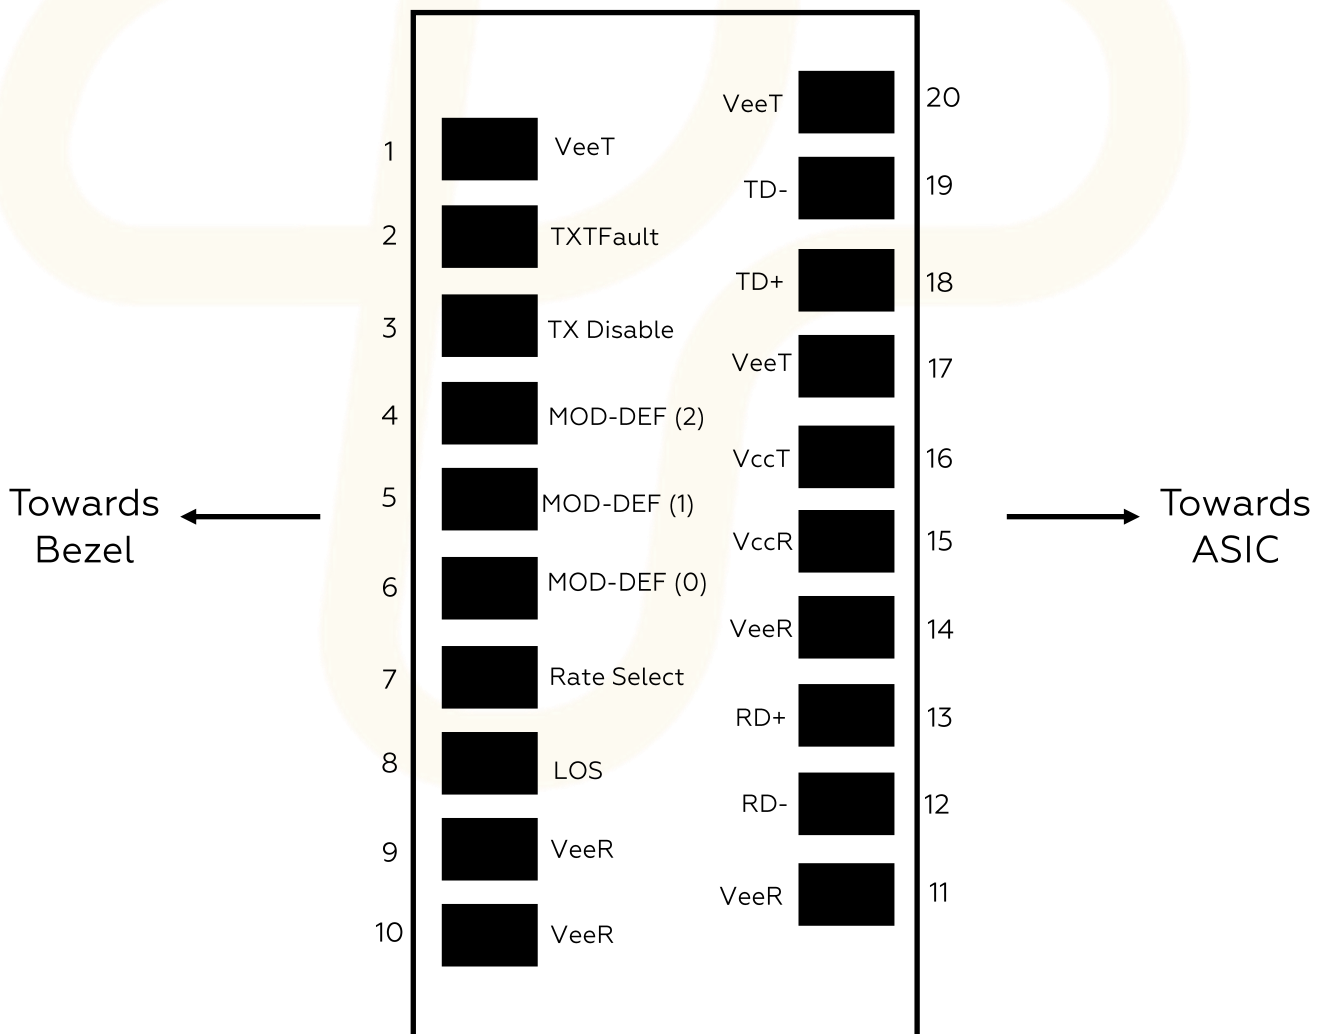 1 VeeT
2 TXTFault
3 TX Disable
4 MOD-DEF (2)
5 MOD-DEF (1)
6 MOD-DEF (0)
7 Rate Select
8 LOS
9 VeeR
10 VeeR
VeeT 20
TD- 19
TD+ 18
VeeT 17
VccT 16
VccR 15
VeeR 14
RD+ 13
RD- 12
VeeR 11
Towards
Bezel
Towards
ASIC